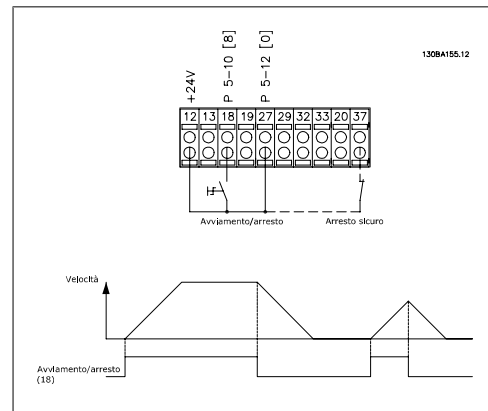 130BA155.12
+24V
P 5-10 [8]
P 5-12 [0]
12 13 18 19 27 29 32 33 20 37
Avviamento/arresto
Arresto sicuro
Velocità
Avviamento/arresto
(18)